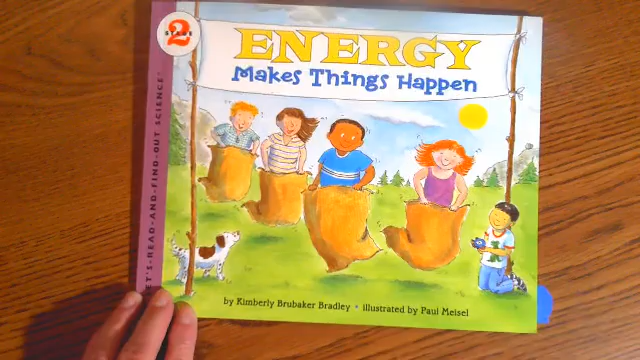 STAGE
2
ENERGY
Makes Things Happen
LET'S-READ-AND-FIND-OUT SCIENCE®
by Kimberly Brubaker Bradley • illustrated by Paul Meisel